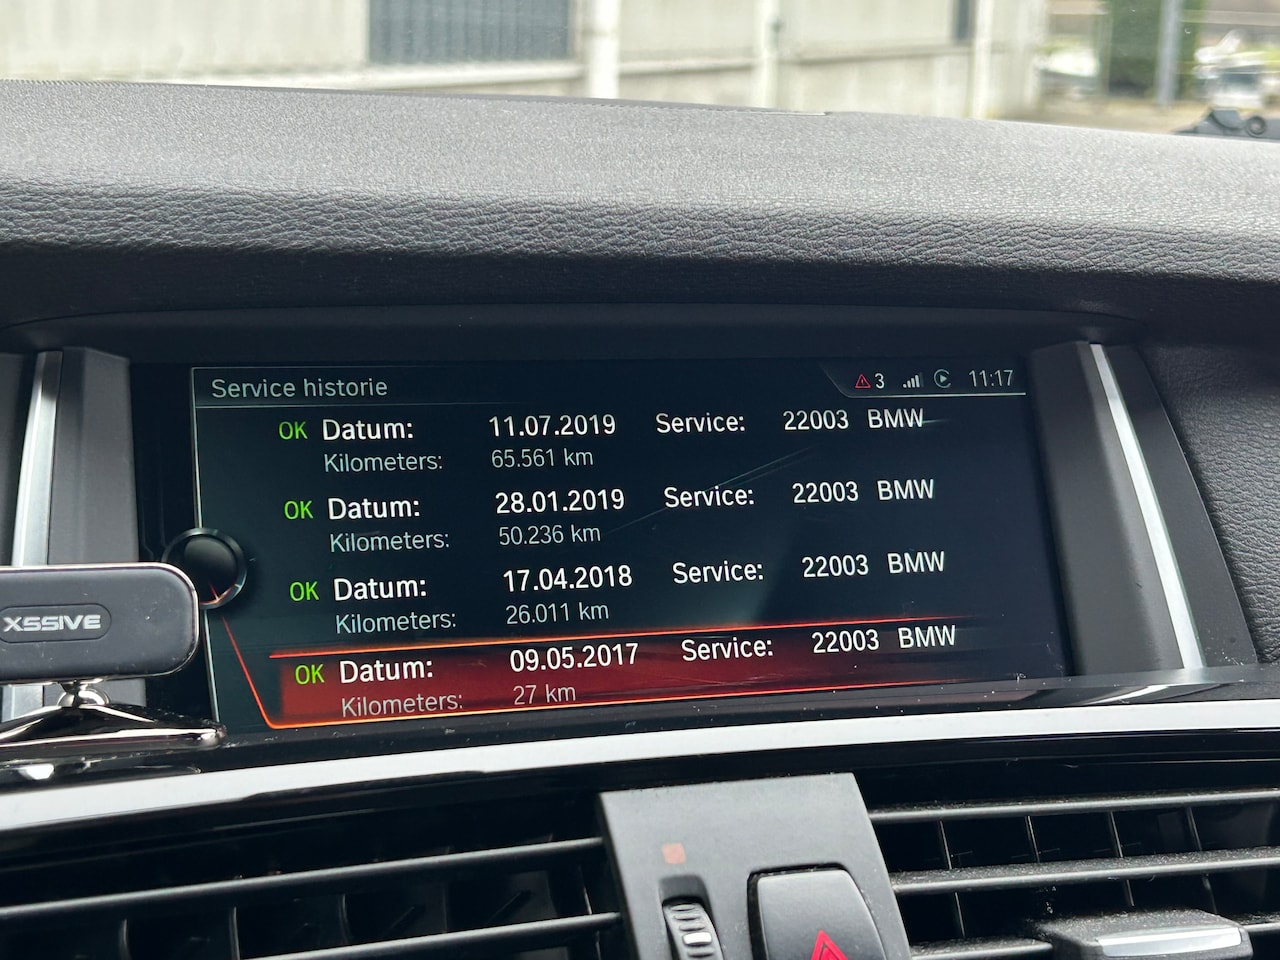 Service historie
3 11:17
OK Datum: 11.07.2019 Service: 22003 BMW
Kilometers: 65.561 km
OK Datum: 28.01.2019 Service: 22003 BMW
Kilometers: 50.236 km
OK Datum: 17.04.2018 Service: 22003 BMW
Kilometers: 26.011 km
OK Datum: 09.05.2017 Service: 22003 BMW
Kilometers: 27 km
XSSIVE